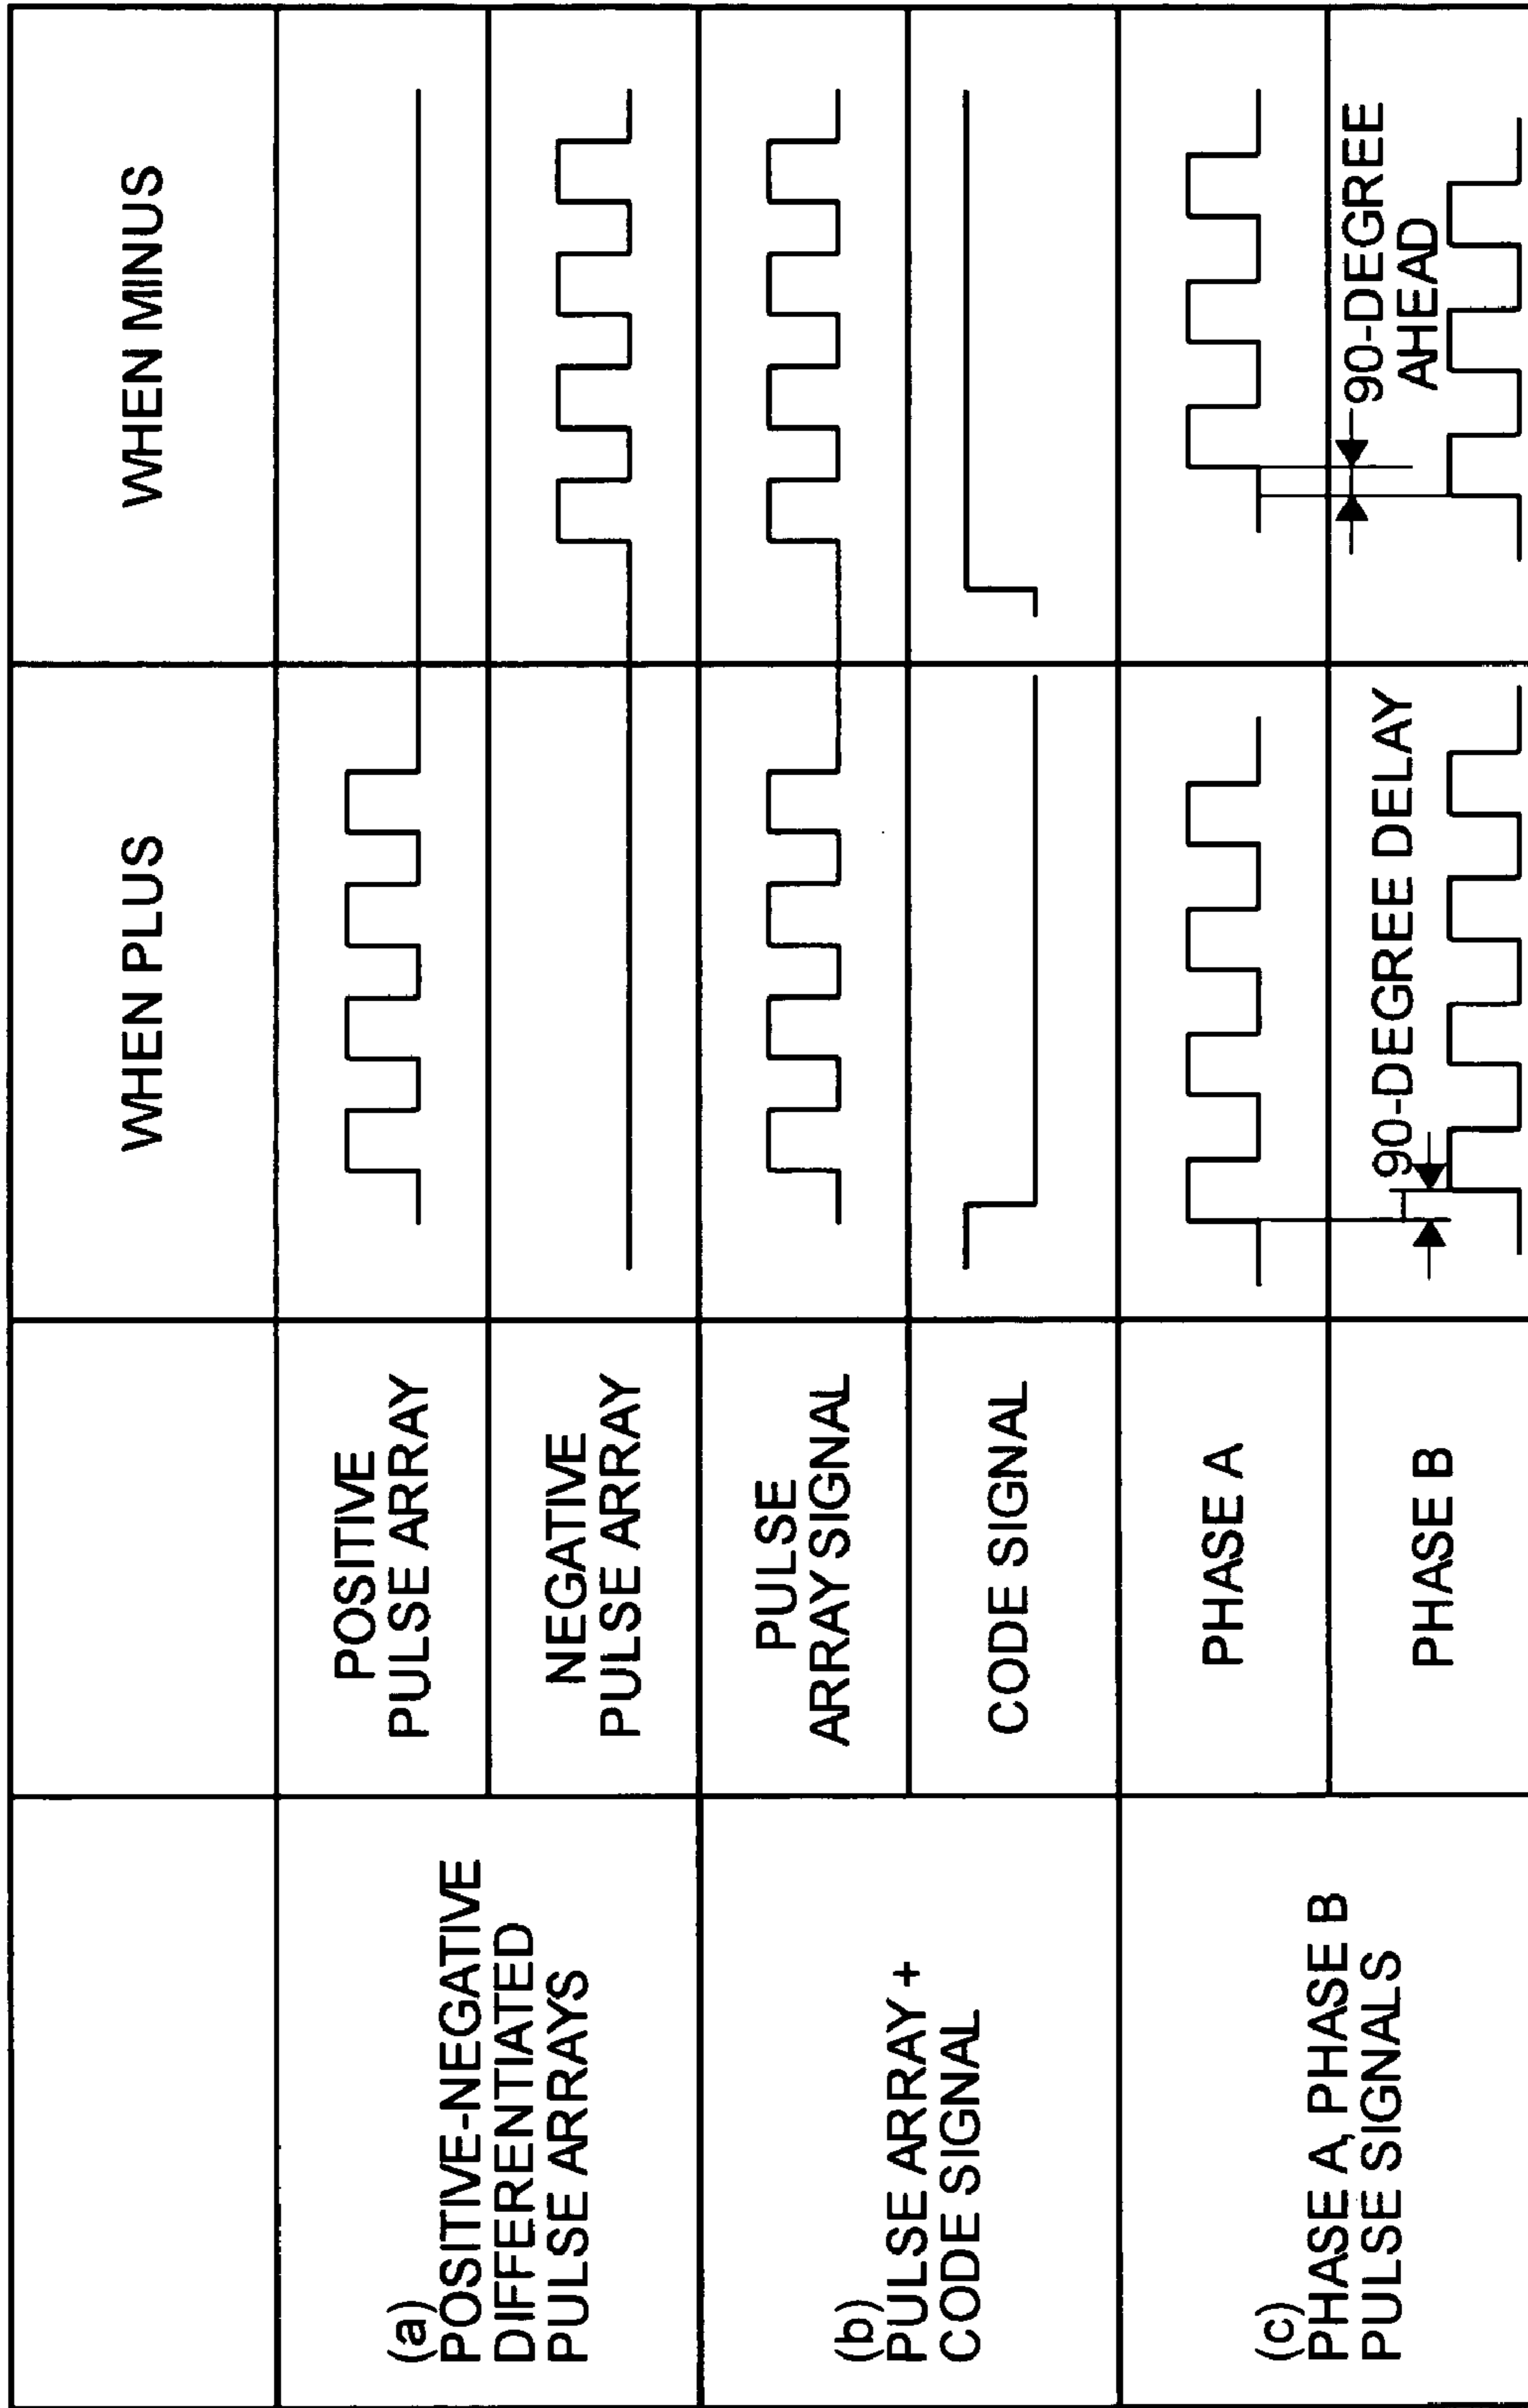 WHEN PLUS
WHEN MINUS
(a)
POSITIVE-NEGATIVE
DIFFERENTIATED
PULSE ARRAYS
POSITIVE
PULSE ARRAY
NEGATIVE
PULSE ARRAY
(b)
PULSE ARRAY +
CODE SIGNAL
PULSE
ARRAY SIGNAL
CODE SIGNAL
(c)
PHASE A, PHASE B
PULSE SIGNALS
PHASE A
PHASE B
90-DEGREE DELAY
90-DEGREE
AHEAD